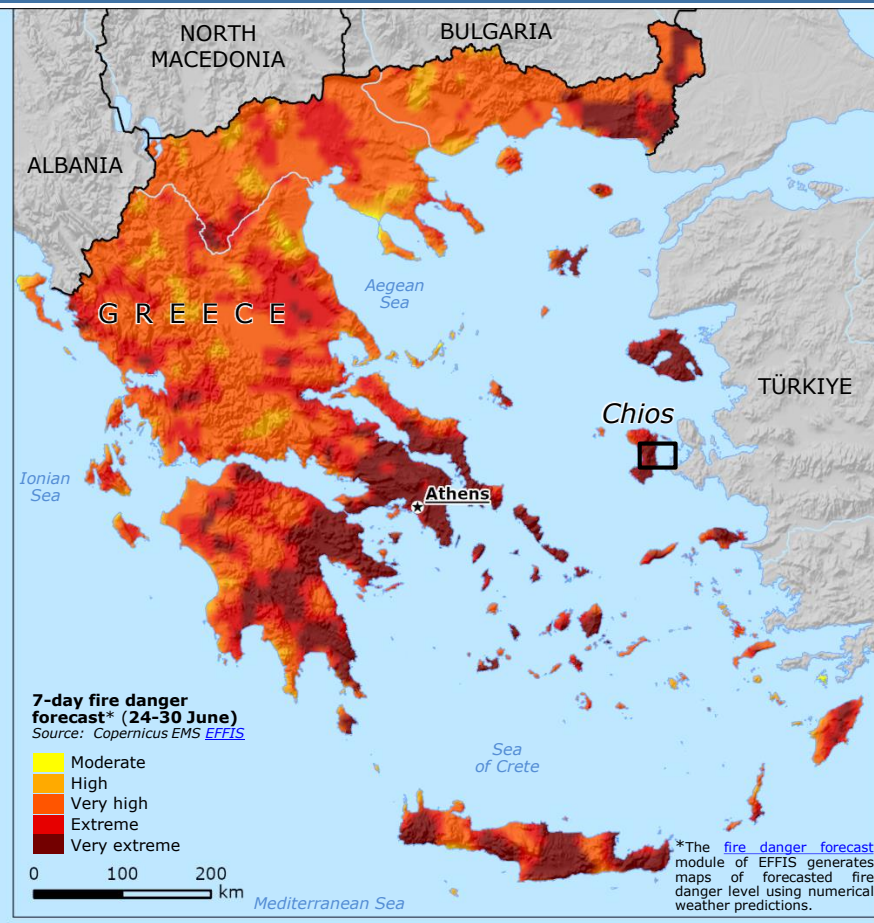 NORTH
MACEDONIA
BULGARIA
ALBANIA
Aegean
Sea
GREECE
TÜRKIYE
Chios
Ionian
Sea
Athens
7-day fire danger
forecast* (24-30 June)
Source: Copernicus EMS EFFIS
Moderate
High
Very high
Extreme
Very extreme
0 100 200
km
Sea
of Crete
Mediterranean Sea
*The fire danger forecast
module of EFFIS generates
maps of forecasted fire
danger level using numerical
weather predictions.